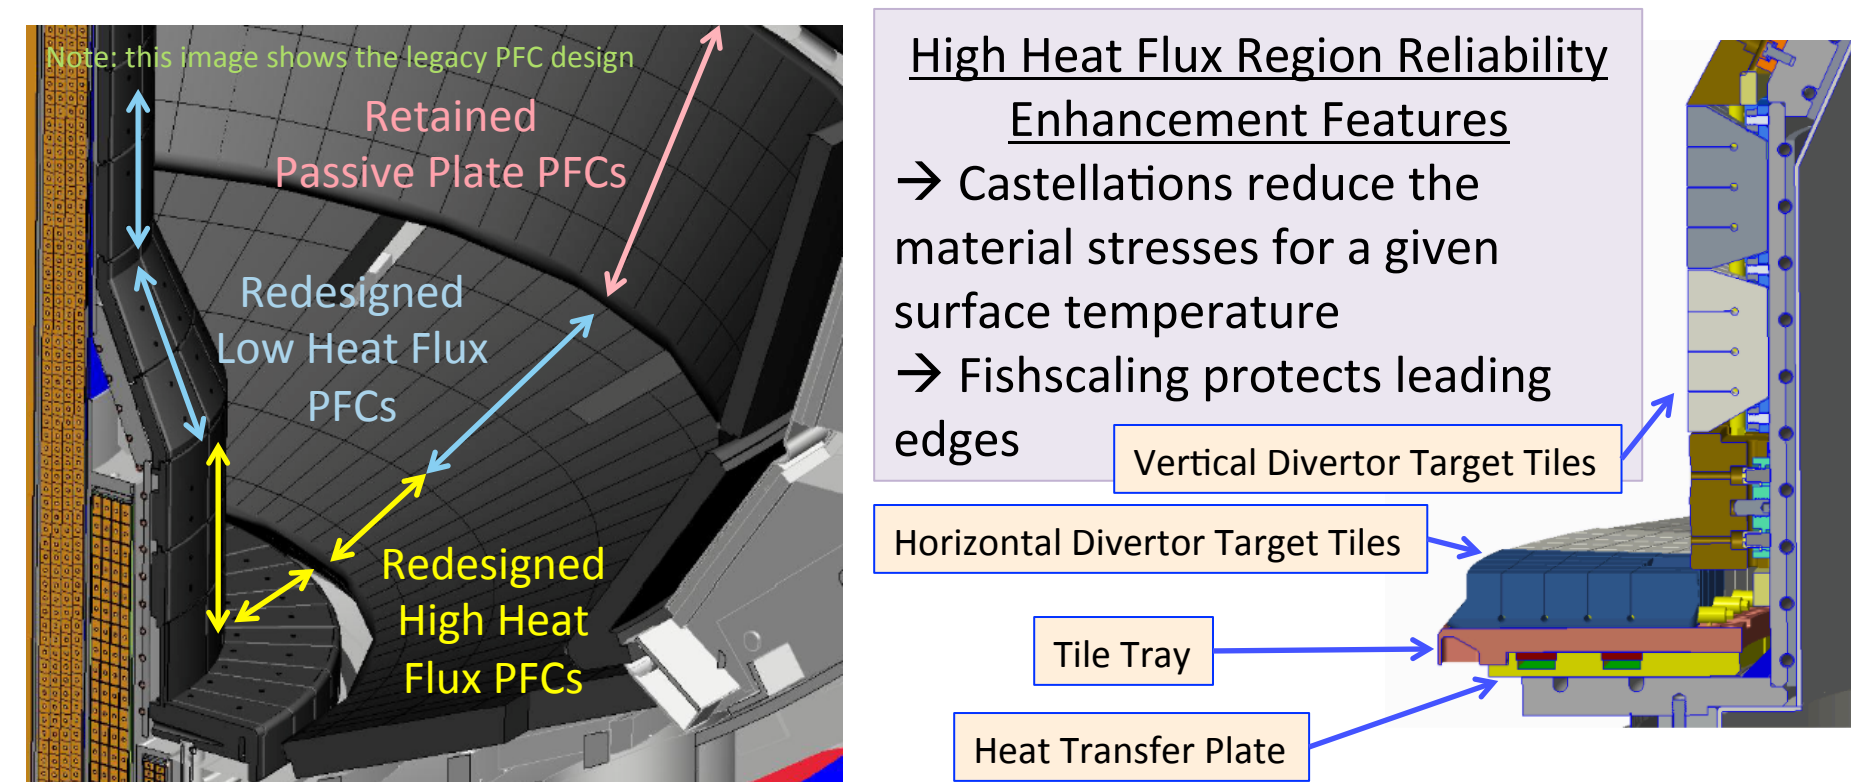 Note: this image shows the legacy PFC design
Retained
Passive Plate PFCs
Redesigned
Low Heat Flux
PFCs
Redesigned
High Heat
Flux PFCs
High Heat Flux Region Reliability
Enhancement Features
→ Castellations reduce the
material stresses for a given
surface temperature
→ Fishscaling protects leading
edges
Vertical Divertor Target Tiles
Horizontal Divertor Target Tiles
Tile Tray
Heat Transfer Plate